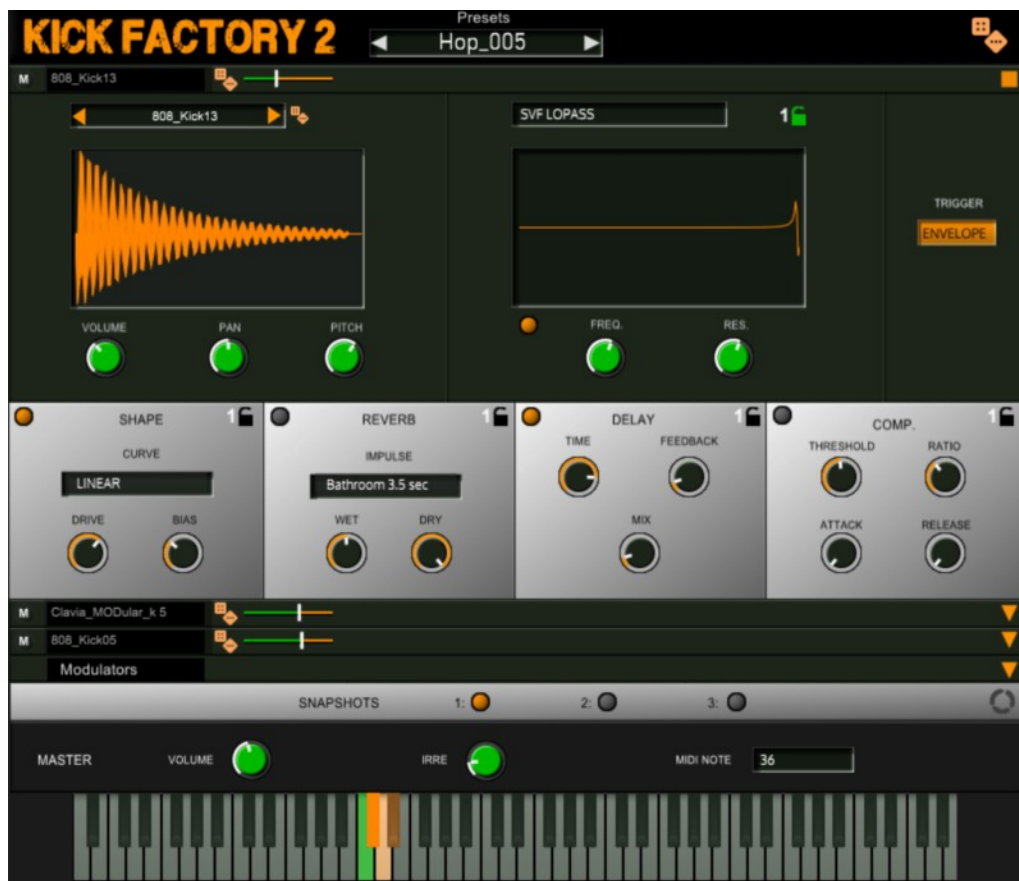 Presets
KICK FACTORY 2
Hop_005
M 808_Kick13
808_Kick13
SVF LOPASS
1
TRIGGER
ENVELOPE
VOLUME PAN PITCH
FREQ. RES.
SHAPE 1
CURVE
LINEAR
DRIVE BIAS
REVERB 1
IMPULSE
Bathroom 3.5 sec
WET DRY
DELAY 1
TIME FEEDBACK
MIX
COMP. 1
THRESHOLD RATIO
ATTACK RELEASE
M Clavia_MODular_k 5
M 808_Kick05
Modulators
SNAPSHOTS 1: 2: 3:
MASTER VOLUME IRRE MIDI NOTE 36